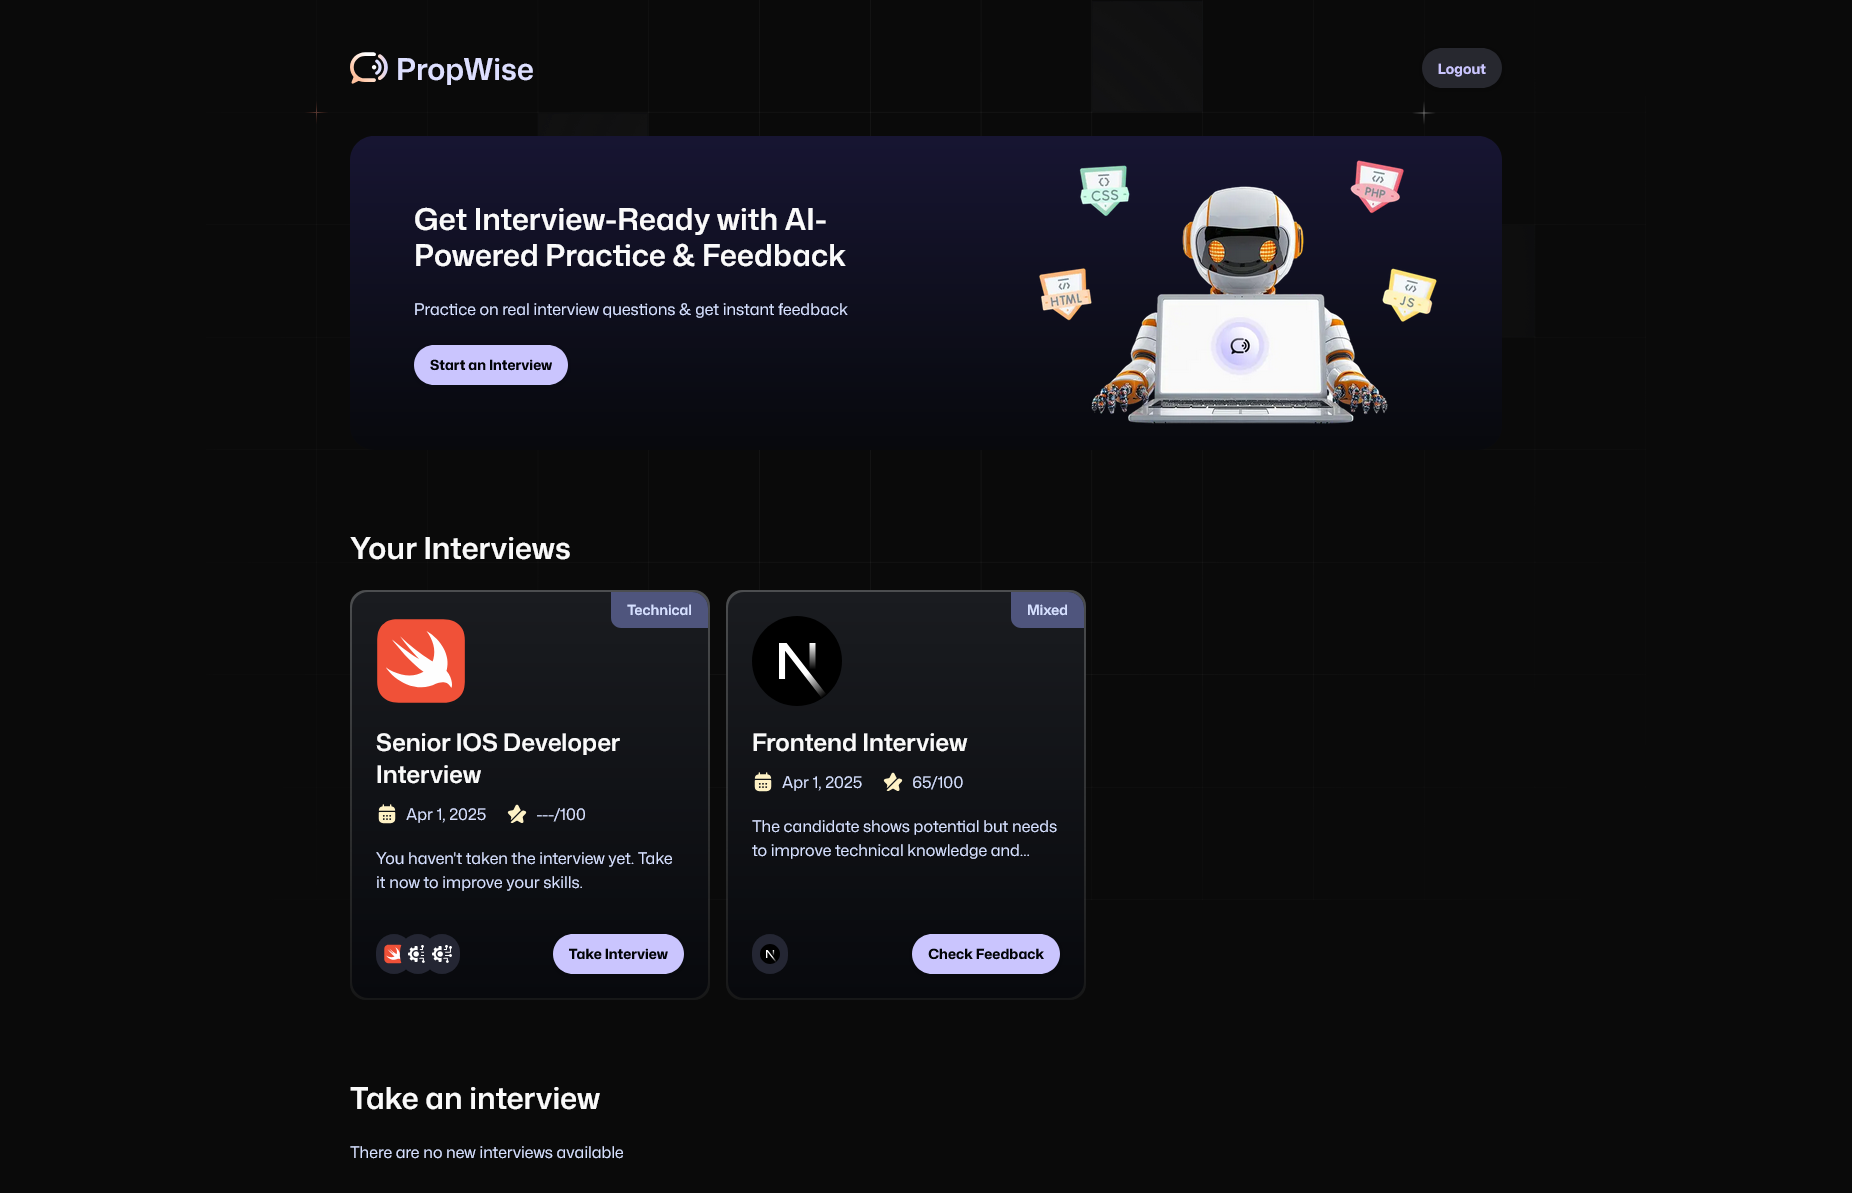 PropWise
Logout
Get Interview-Ready with AI-
Powered Practice & Feedback
Practice on real interview questions & get instant feedback
Start an Interview
CSS
PHP
HTML
JS
Your Interviews
Technical
Senior IOS Developer
Interview
Apr 1, 2025 ---/100
You haven't taken the interview yet. Take
it now to improve your skills.
Take Interview
Mixed
Frontend Interview
Apr 1, 2025 65/100
The candidate shows potential but needs
to improve technical knowledge and...
Check Feedback
Take an interview
There are no new interviews available